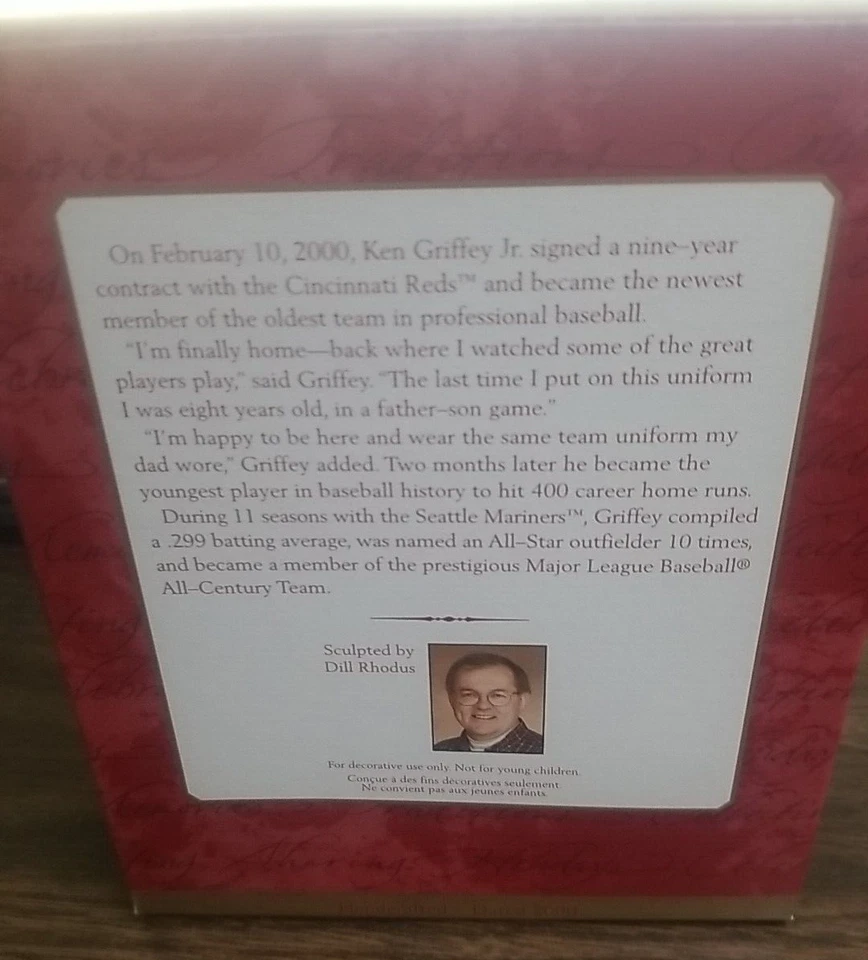 On February 10, 2000, Ken Griffey Jr. signed a nine-year
contract with the Cincinnati Reds™ and became the newest
member of the oldest team in professional baseball.
"I'm finally home—back where I watched some of the great
players play," said Griffey. "The last time I put on this uniform
I was eight years old, in a father-son game."
"I'm happy to be here and wear the same team uniform my
dad wore," Griffey added. Two months later he became the
youngest player in baseball history to hit 400 career home runs.
During 11 seasons with the Seattle Mariners™, Griffey compiled
a .299 batting average, was named an All-Star outfielder 10 times,
and became a member of the prestigious Major League Baseball®
All-Century Team.
Sculpted by
Dill Rhodus
For decorative use only. Not for young children.
Conçue à des fins décoratives seulement.
Ne convient pas aux jeunes enfants.